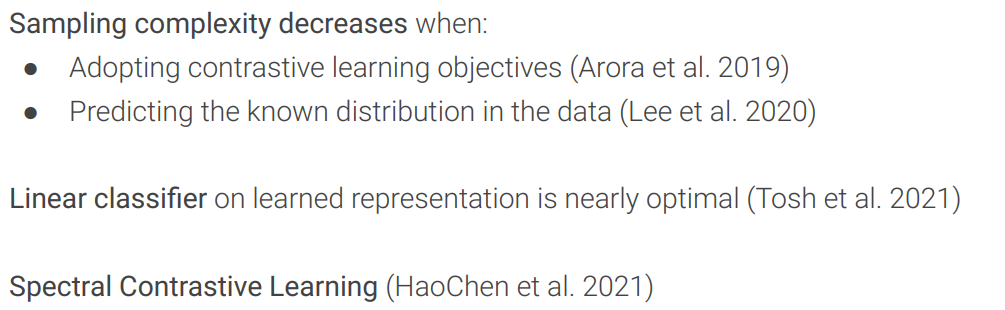 Sampling complexity decreases when:
● Adopting contrastive learning objectives (Arora et al. 2019)
● Predicting the known distribution in the data (Lee et al. 2020)
Linear classifier on learned representation is nearly optimal (Tosh et al. 2021)
Spectral Contrastive Learning (HaoChen et al. 2021)